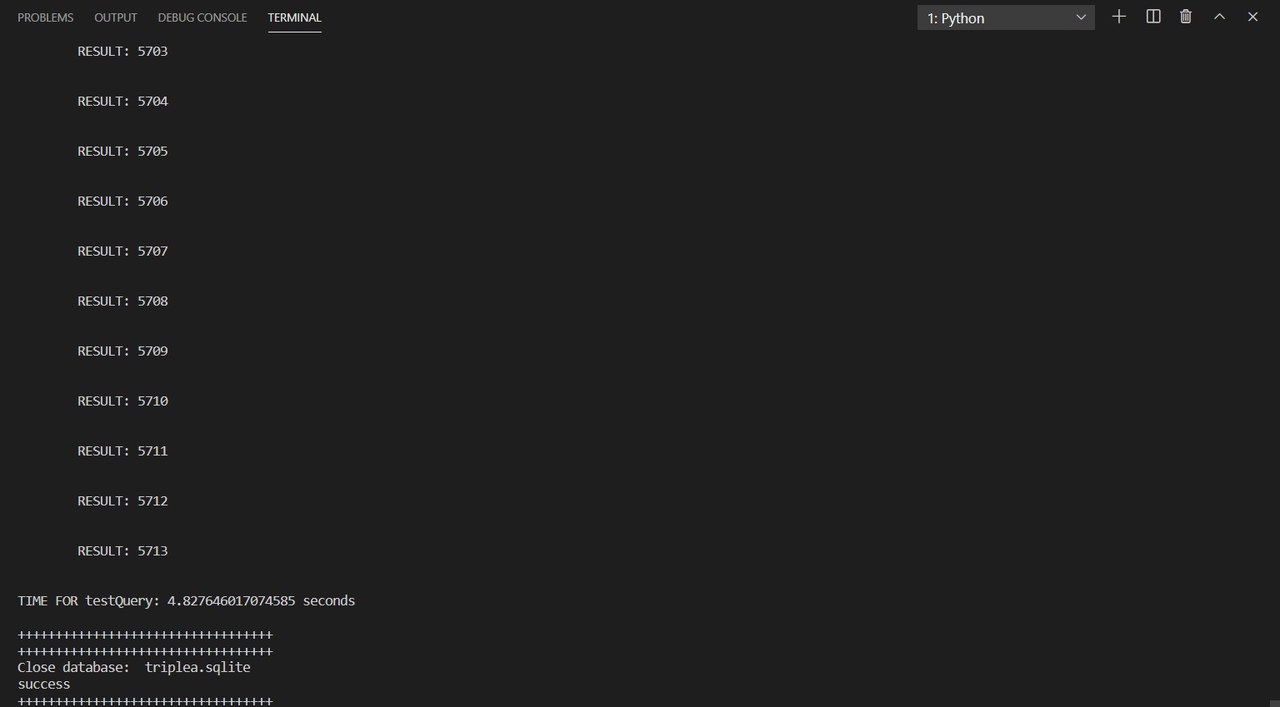 PROBLEMS OUTPUT DEBUG CONSOLE TERMINAL 1: Python
RESULT: 5703
RESULT: 5704
RESULT: 5705
RESULT: 5706
RESULT: 5707
RESULT: 5708
RESULT: 5709
RESULT: 5710
RESULT: 5711
RESULT: 5712
RESULT: 5713
TIME FOR testQuery: 4.827646017074585 seconds
++++++++++++++++++++++++++++++++++
++++++++++++++++++++++++++++++++++
Close database:  triplea.sqlite
success
++++++++++++++++++++++++++++++++++